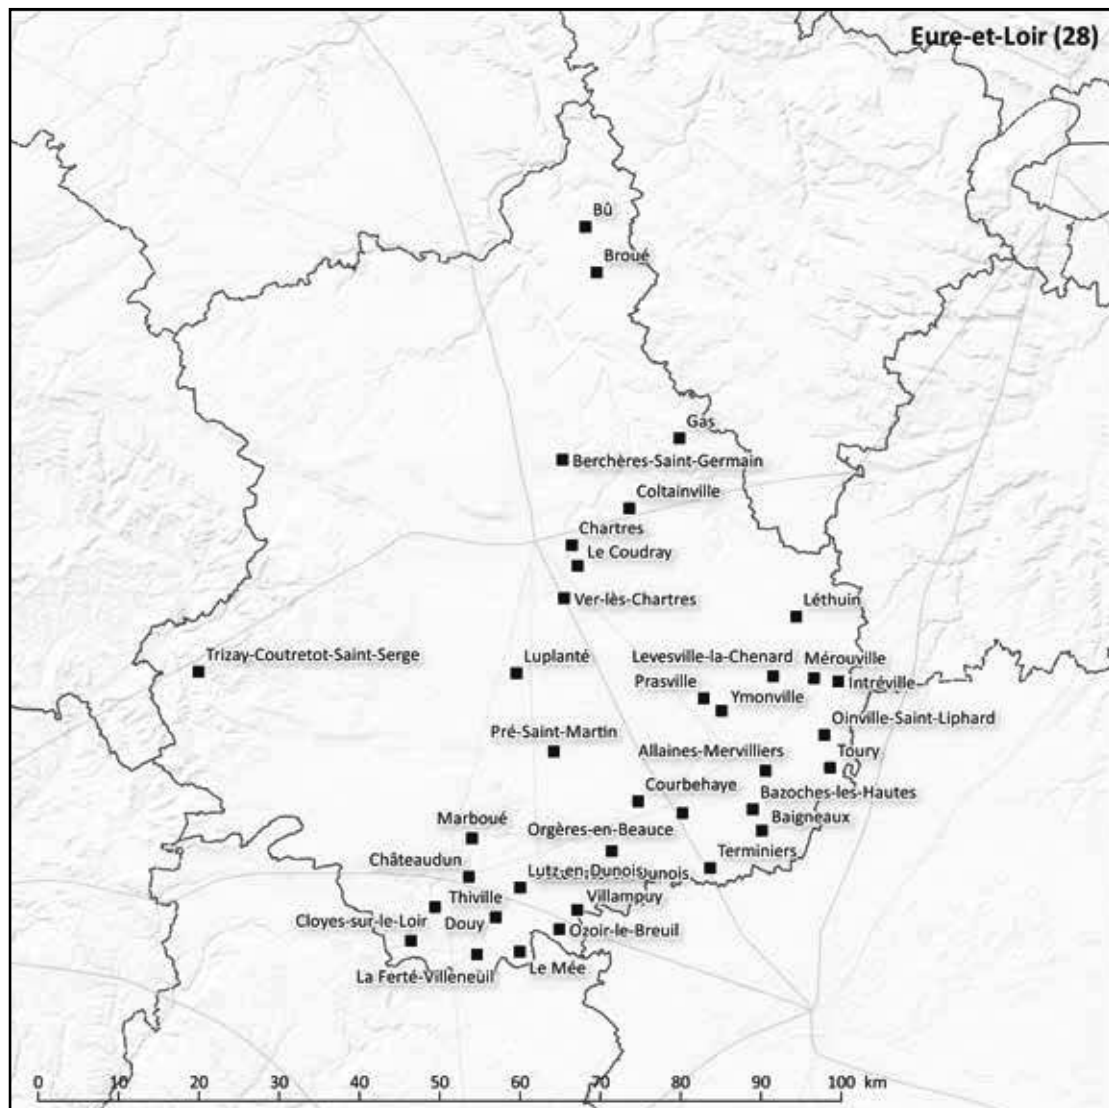 Eure-et-Loir (28)
Bû
Broué
Gas
Berchères-Saint-Germain
Coltainville
Chartres
Le Coudray
Ver-lès-Chartres
Léthuin
Trizay-Coutretot-Saint-Serge
Luplanté
Levesville-la-Chenard
Mérouville
Prasville
Ymonville
Intréville
Oinville-Saint-Liphard
Pré-Saint-Martin
Allaines-Mervilliers
Toury
Courbehaye
Bazoches-les-Hautes
Marboué
Orgères-en-Beauce
Baigneaux
Châteaudun
Lutz-en-Dunois
Dunois
Terminiers
Thiville
Villampuy
Cloyes-sur-le-Loir
Douy
Ozoir-le-Breuil
La Ferté-Villeneuil
Le Mée
0 10 20 30 40 50 60 70 80 90 100 km